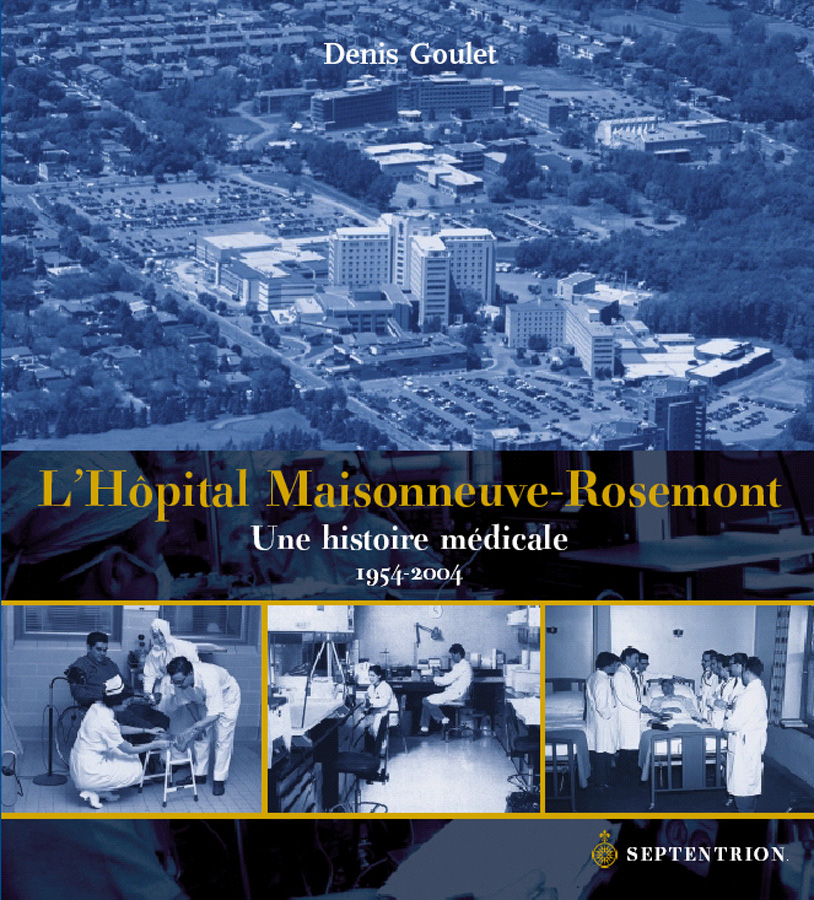 Denis Goulet
L'Hôpital Maisonneuve-Rosemont
Une histoire médicale
1954-2004
SEPTENTRION.